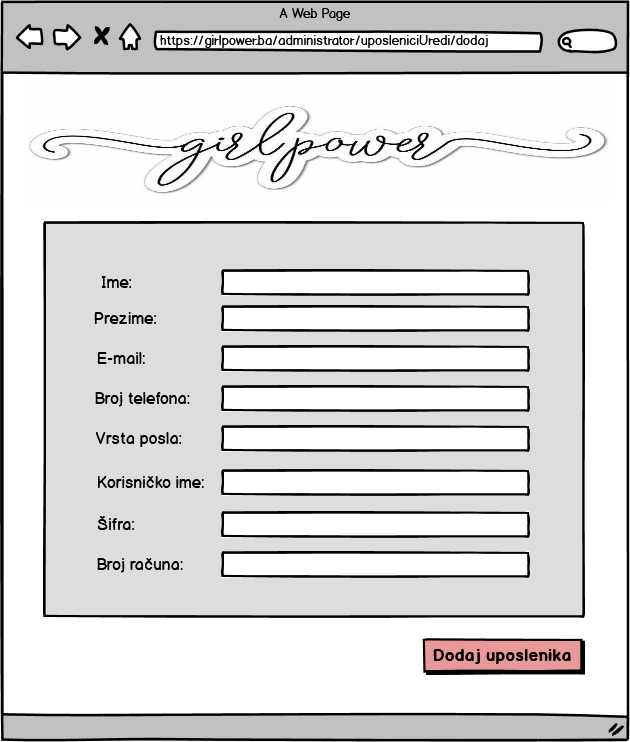 A Web Page
https://girlpower.ba/administrator/uposleniciUredi/dodaj
girlpower
Ime:
Prezime:
E-mail:
Broj telefona:
Vrsta posla:
Korisničko ime:
Šifra:
Broj računa:
Dodaj uposlenika